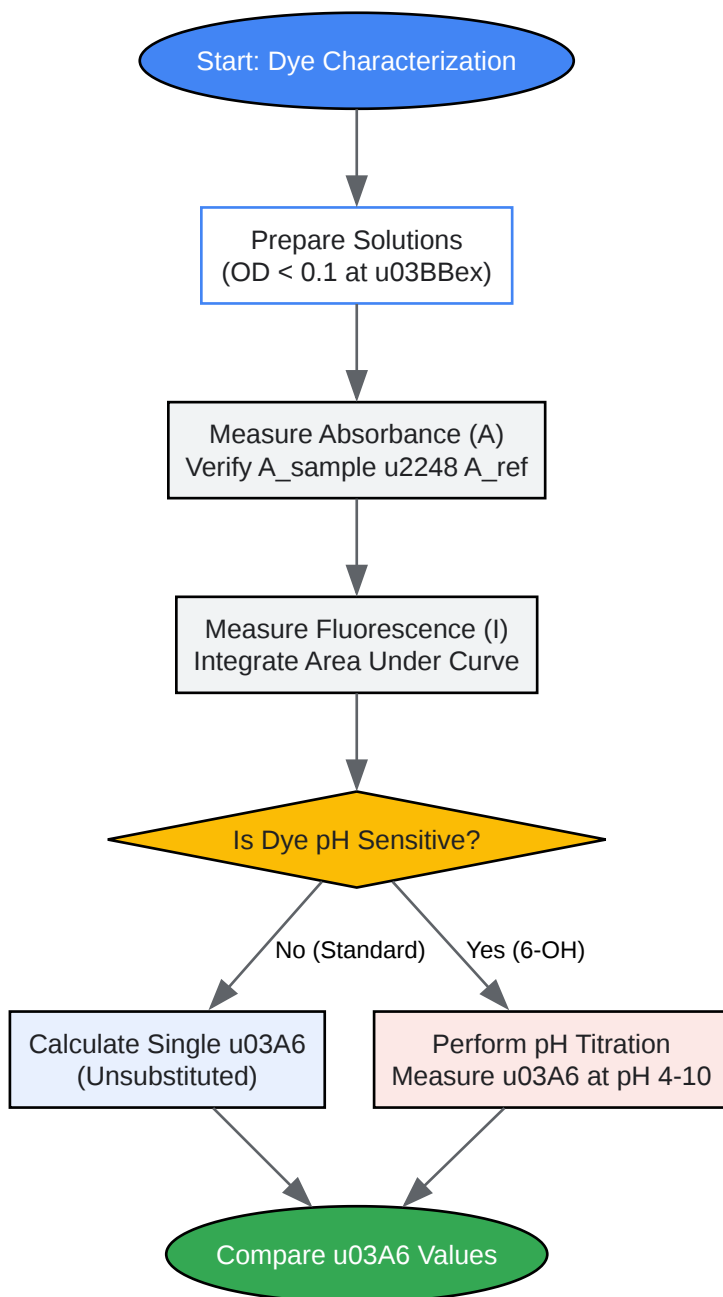 Start: Dye Characterization
Prepare Solutions
(OD < 0.1 at u03BBex)
Measure Absorbance (A)
Verify A_sample u2248 A_ref
Measure Fluorescence (I)
Integrate Area Under Curve
Is Dye pH Sensitive?
No (Standard)
Yes (6-OH)
Calculate Single u03A6
(Unsubstituted)
Perform pH Titration
Measure u03A6 at pH 4-10
Compare u03A6 Values